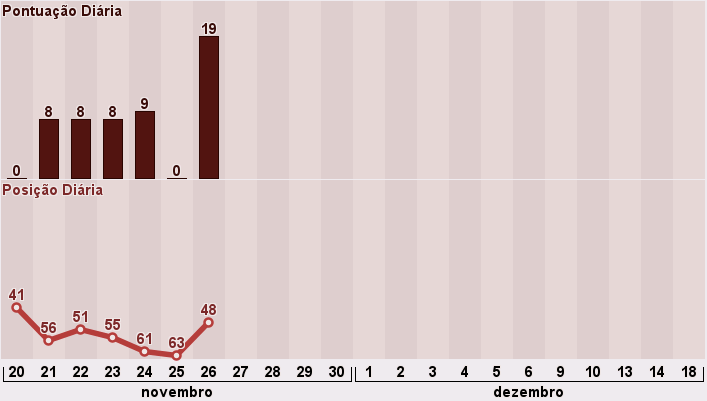 Pontuação Diária
0 8 8 8 9 0 19
Posição Diária
41 56 51 55 61 63 48
20 21 22 23 24 25 26 27 28 29 30 1 2 3 4 5 6 9 10 13 14 18
novembro dezembro